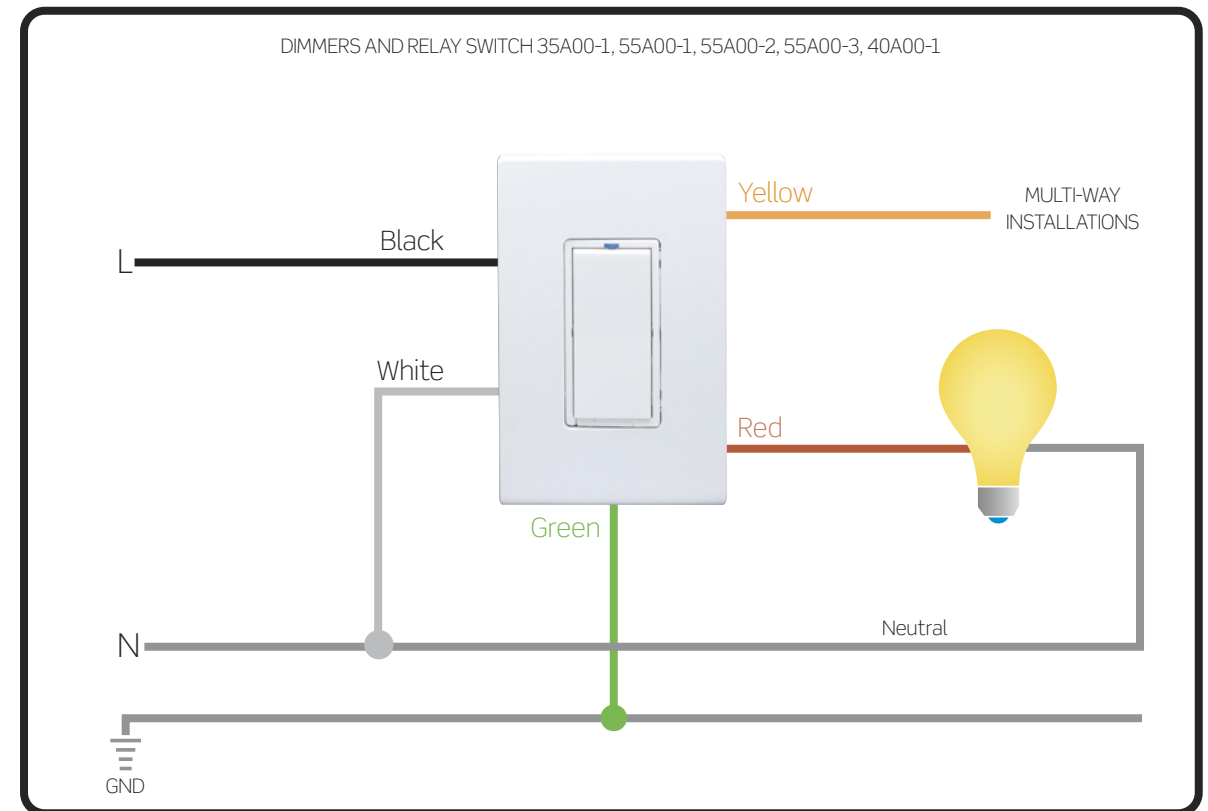 DIMMERS AND RELAY SWITCH 35A00-1, 55A00-1, 55A00-2, 55A00-3, 40A00-1
Yellow
MULTI-WAY
INSTALLATIONS
Black
L
White
Red
Green
Neutral
N
GND